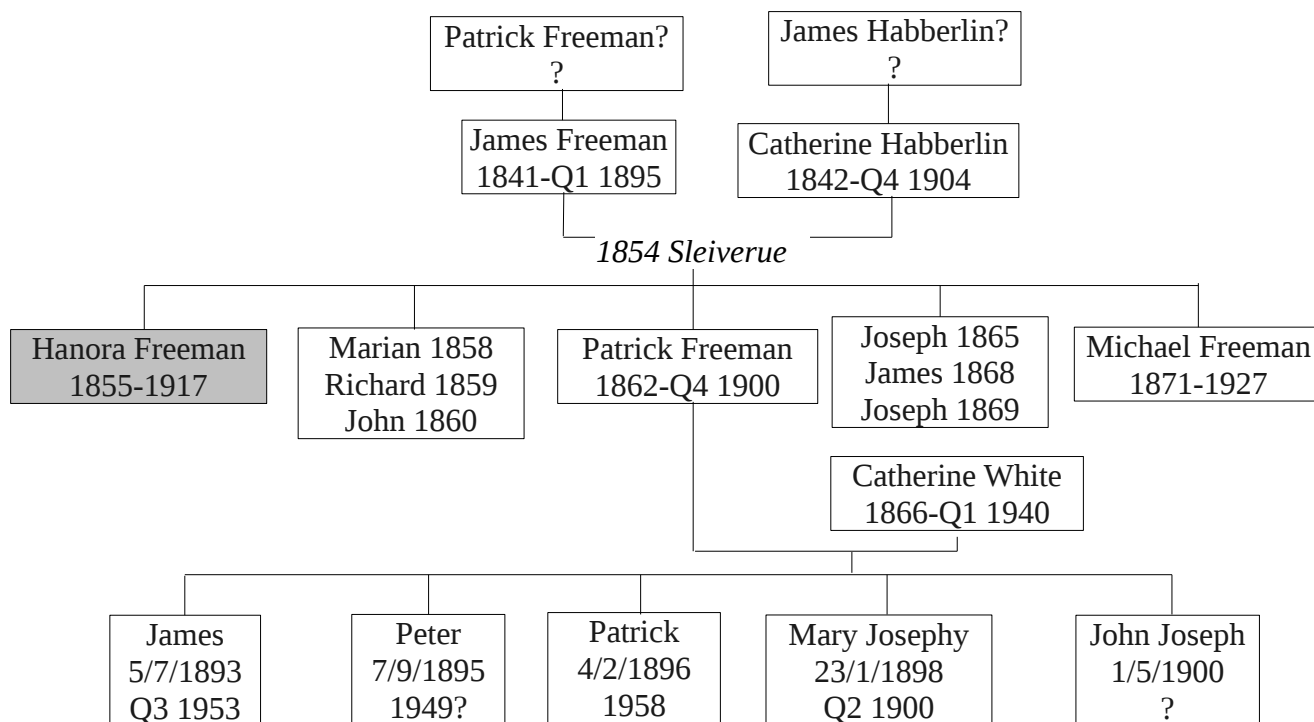 Patrick Freeman?
?
James Habberlin?
?
James Freeman
1841-Q1 1895
Catherine Habberlin
1842-Q4 1904
1854 Sleiverue
Hanora Freeman
1855-1917
Marian 1858
Richard 1859
John 1860
Patrick Freeman
1862-Q4 1900
Joseph 1865
James 1868
Joseph 1869
Michael Freeman
1871-1927
Catherine White
1866-Q1 1940
James
5/7/1893
Q3 1953
Peter
7/9/1895
1949?
Patrick
4/2/1896
1958
Mary Josephy
23/1/1898
Q2 1900
John Joseph
1/5/1900
?